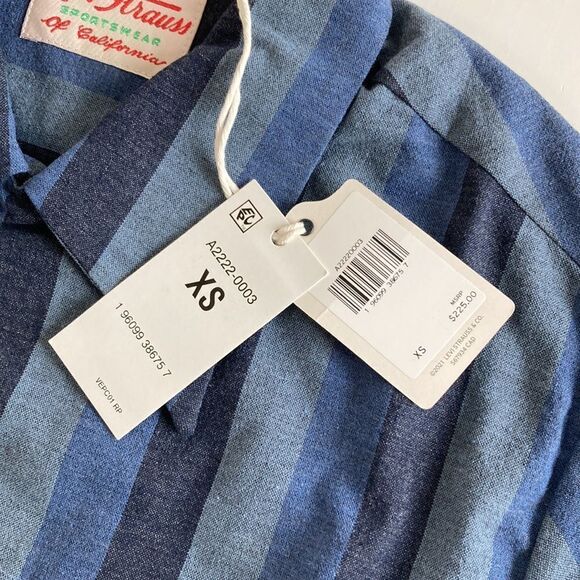 Strauss
SPORTSWEAR
of California
A2222-0003
XS
1 96099 38675 7
VEPC01 RP
A22220003
1 96099 38675 7
XS
MSRP
$225.00
©2021 LEVI STRAUSS & CO.